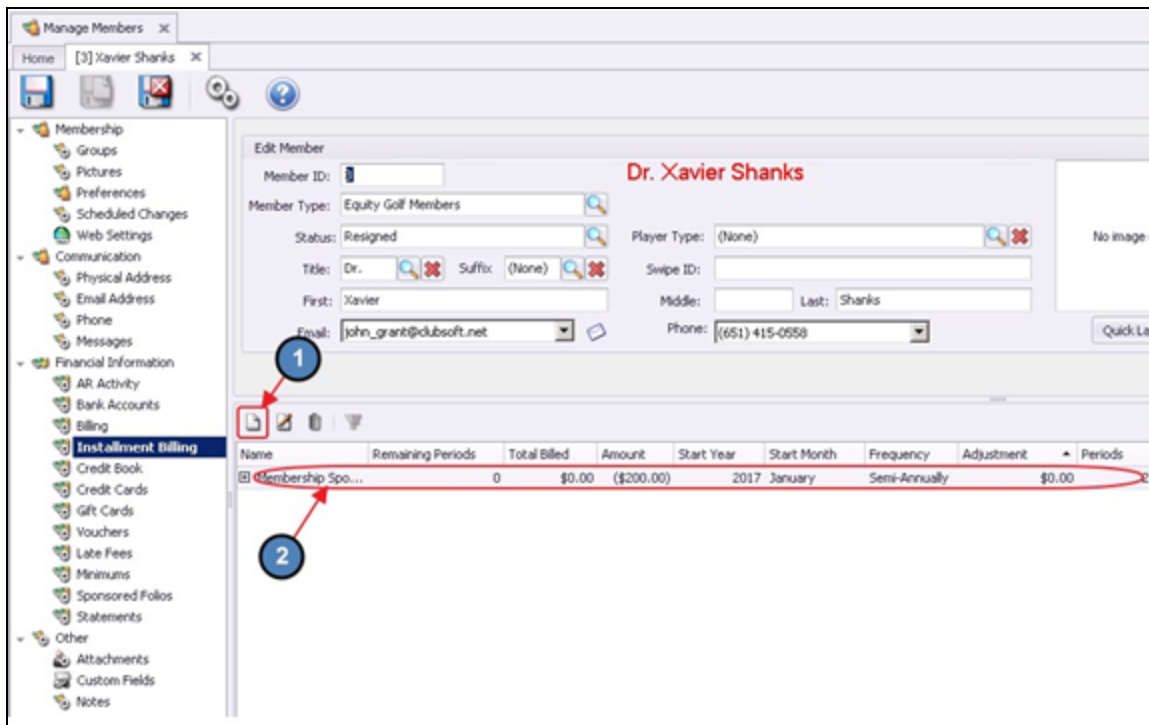 Manage Members
Home [3] Xavier Shanks
Membership
Groups
Pictures
Preferences
Scheduled Changes
Web Settings
Communication
Physical Address
Email Address
Phone
Messages
Financial Information
AR Activity
Bank Accounts
Billing
Installment Billing
Credit Book
Credit Cards
Gift Cards
Vouchers
Late Fees
Minimums
Sponsored Folios
Statements
Other
Attachments
Custom Fields
Notes
Edit Member
Dr. Xavier Shanks
Member ID: 3
Member Type: Equity Golf Members
Status: Resigned Player Type: (None) No image
Title: Dr. Suffix (None) Swipe ID:
First: Xavier Middle: Last: Shanks
Email: john_grant@clubsoft.net Phone: (651) 415-0558 Quick La
1
Name Remaining Periods Total Billed Amount Start Year Start Month Frequency Adjustment Periods
Membership Spo... 0 $0.00 ($200.00) 2017 January Semi-Annually $0.00 2
2